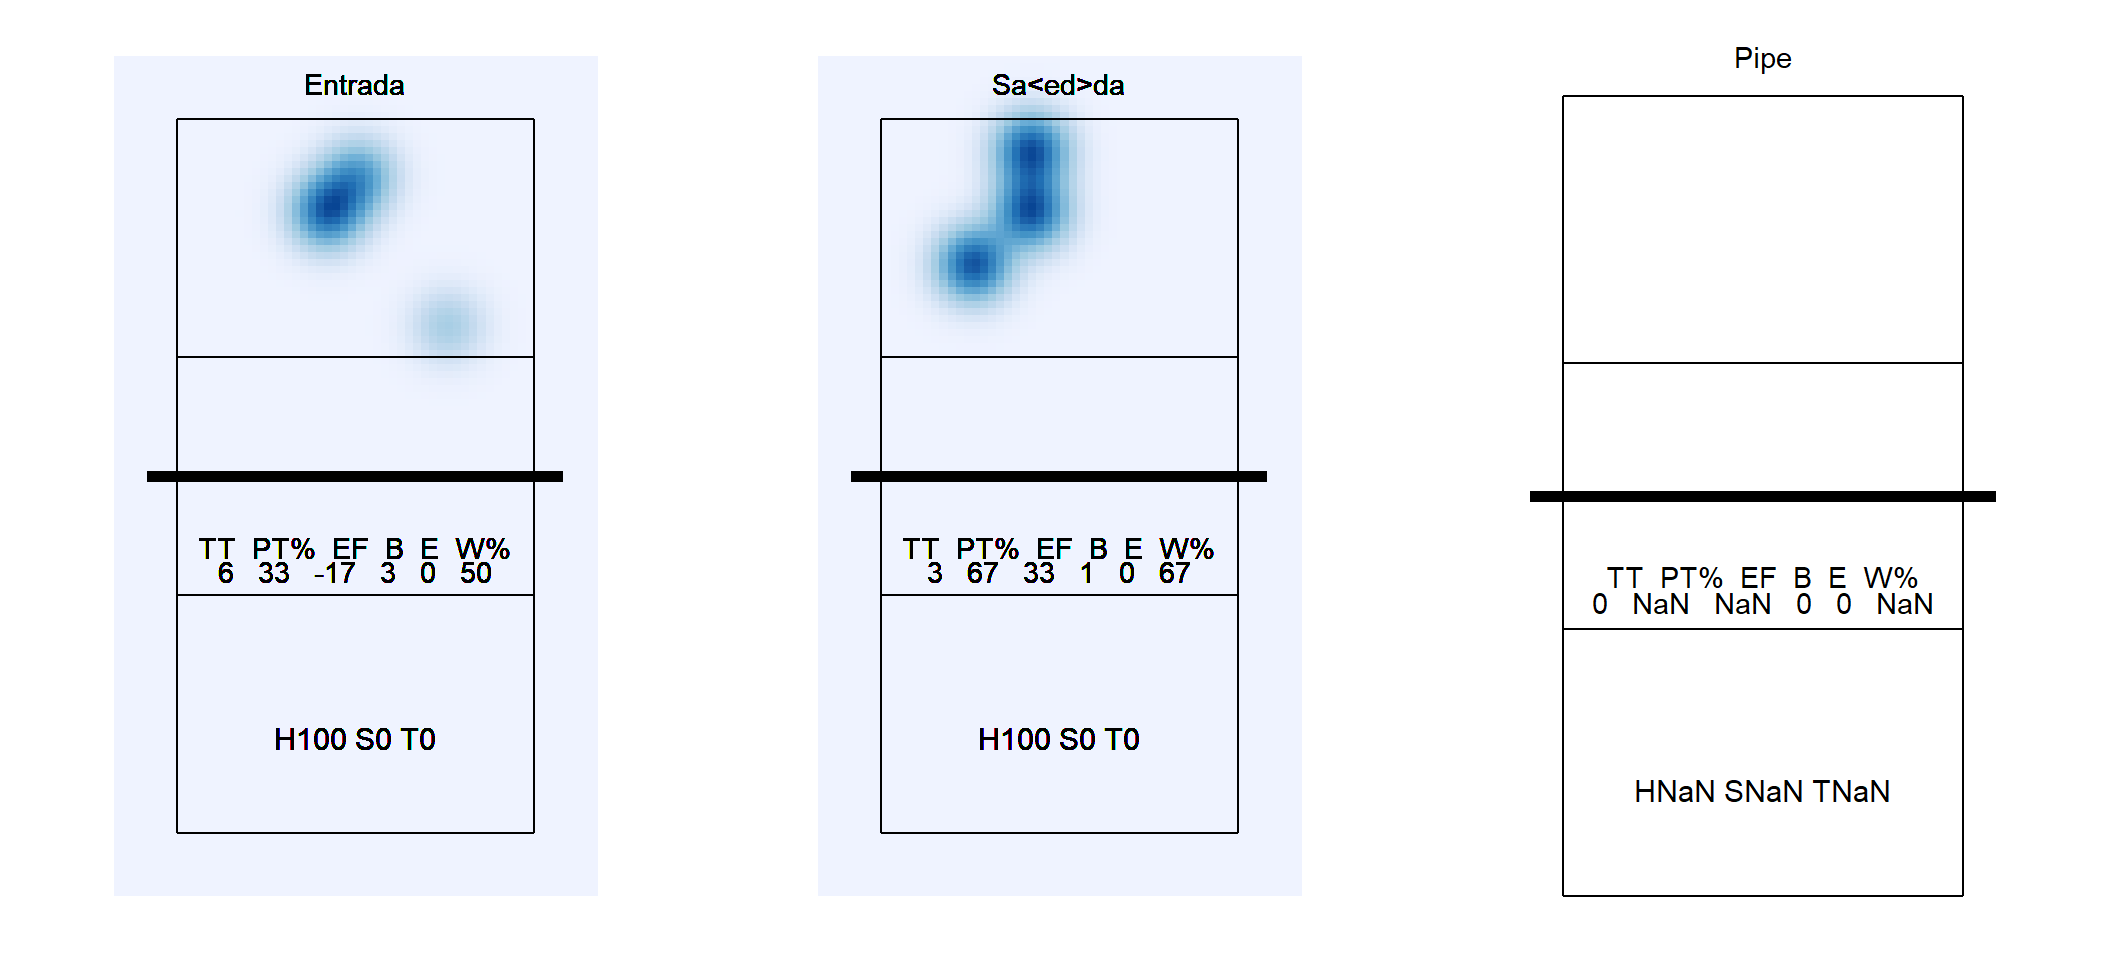 Entrada
TT PT% EF B E W%
6 33 -17 3 0 50
H100 S0 T0
Sa<ed>da
TT PT% EF B E W%
3 67 33 1 0 67
H100 S0 T0
Pipe
TT PT% EF B E W%
0 NaN NaN 0 0 NaN
HNaN SNaN TNaN